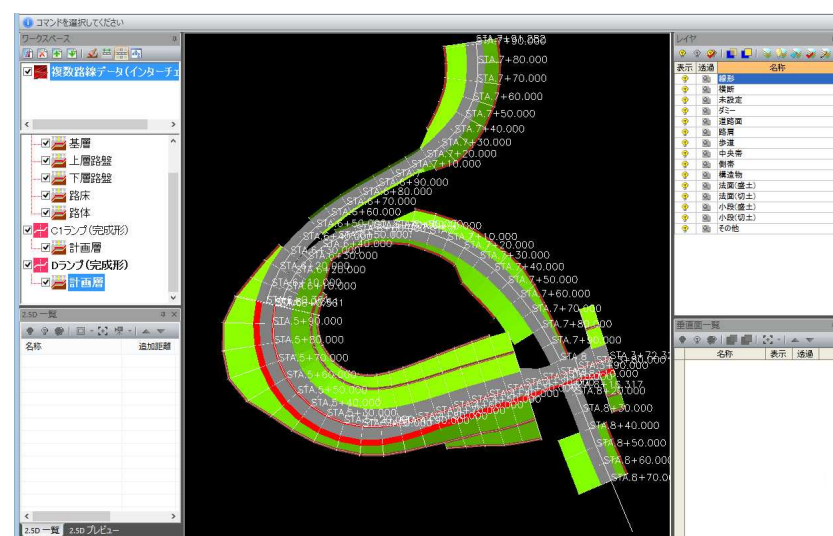 コマンドを選択してください
ワークスペース
複数路線データ(インターチェ
基層
上層路盤
下層路盤
路床
路体
C1ランプ(完成形)
計画層
Dランプ(完成形)
計画層
2.5D 一覧
名称 追加距離
2.5D 一覧 2.5D プレビュー
STA.7+80.000
STA.7+70.000
STA.7+60.000
STA.7+50.000
STA.7+40.000
STA.7+30.000
STA.7+20.000
STA.7+10.000
STA.6+90.000
STA.6+80.000
STA.6+70.000
STA.6+60.000
STA.7+10.000
STA.7+20.000
STA.7+30.000
STA.7+40.000
STA.7+50.000
STA.7+60.000
STA.7+70.000
STA.5+90.000
STA.5+80.000
STA.5+70.000
STA.5+60.000
STA.5+50.000
STA.5+40.000
STA.8+20.000
STA.8+30.000
STA.8+40.000
STA.8+50.000
STA.8+60.000
STA.8+70.0
レイヤ
表示 透過 名称
線形
横断
未設定
ダミー
道路面
路肩
歩道
中央帯
側帯
構造物
法面(盛土)
法面(切土)
小段(盛土)
小段(切土)
その他
垂直面一覧
名称 表示 透過